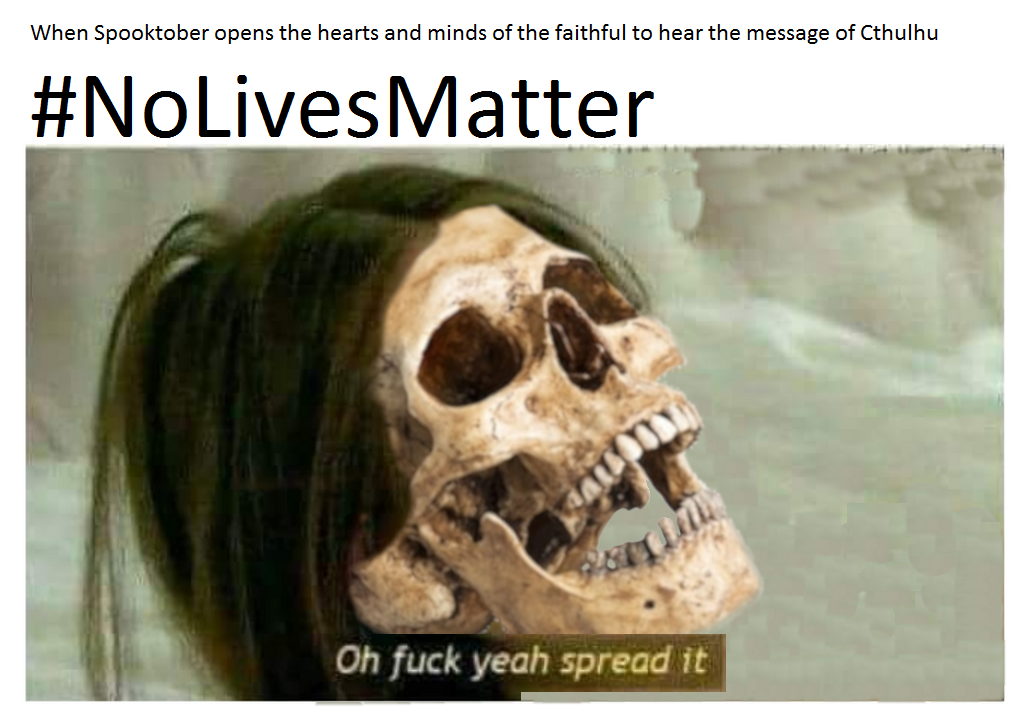 When Spooktober opens the hearts and minds of the faithful to hear the message of Cthulhu
#NoLivesMatter
Oh fuck yeah spread it